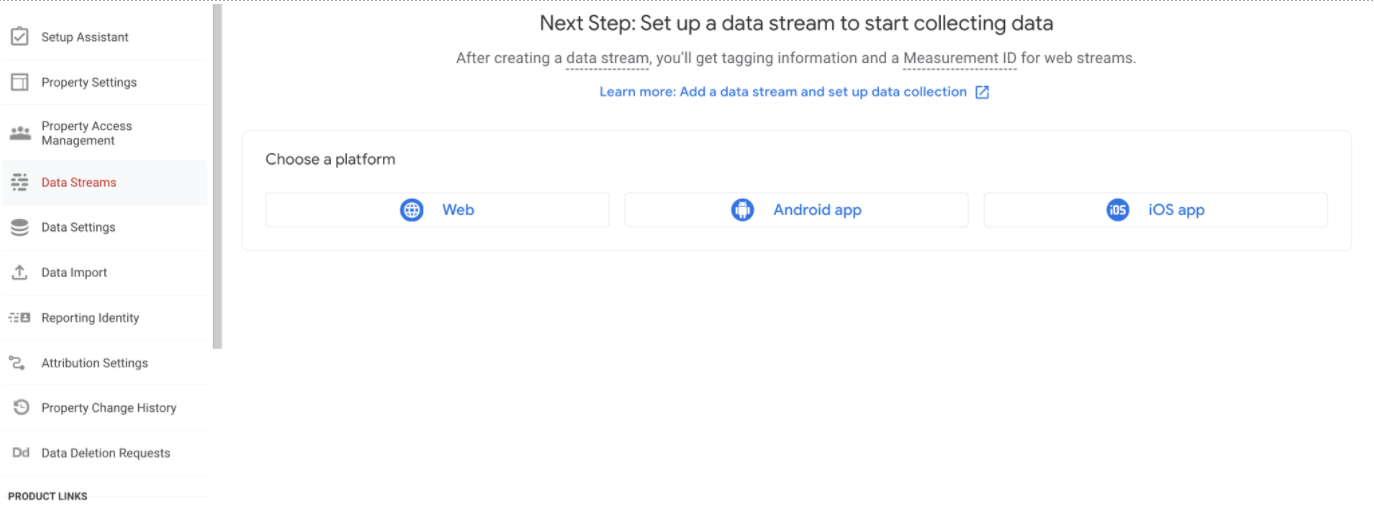 Setup Assistant
Property Settings
Property Access
Management
Data Streams
Data Settings
Data Import
Reporting Identity
Attribution Settings
Property Change History
Dd Data Deletion Requests
PRODUCT LINKS
Next Step: Set up a data stream to start collecting data
After creating a data stream, you’ll get tagging information and a Measurement ID for web streams.
Learn more: Add a data stream and set up data collection
Choose a platform
Web
Android app
iOS iOS app